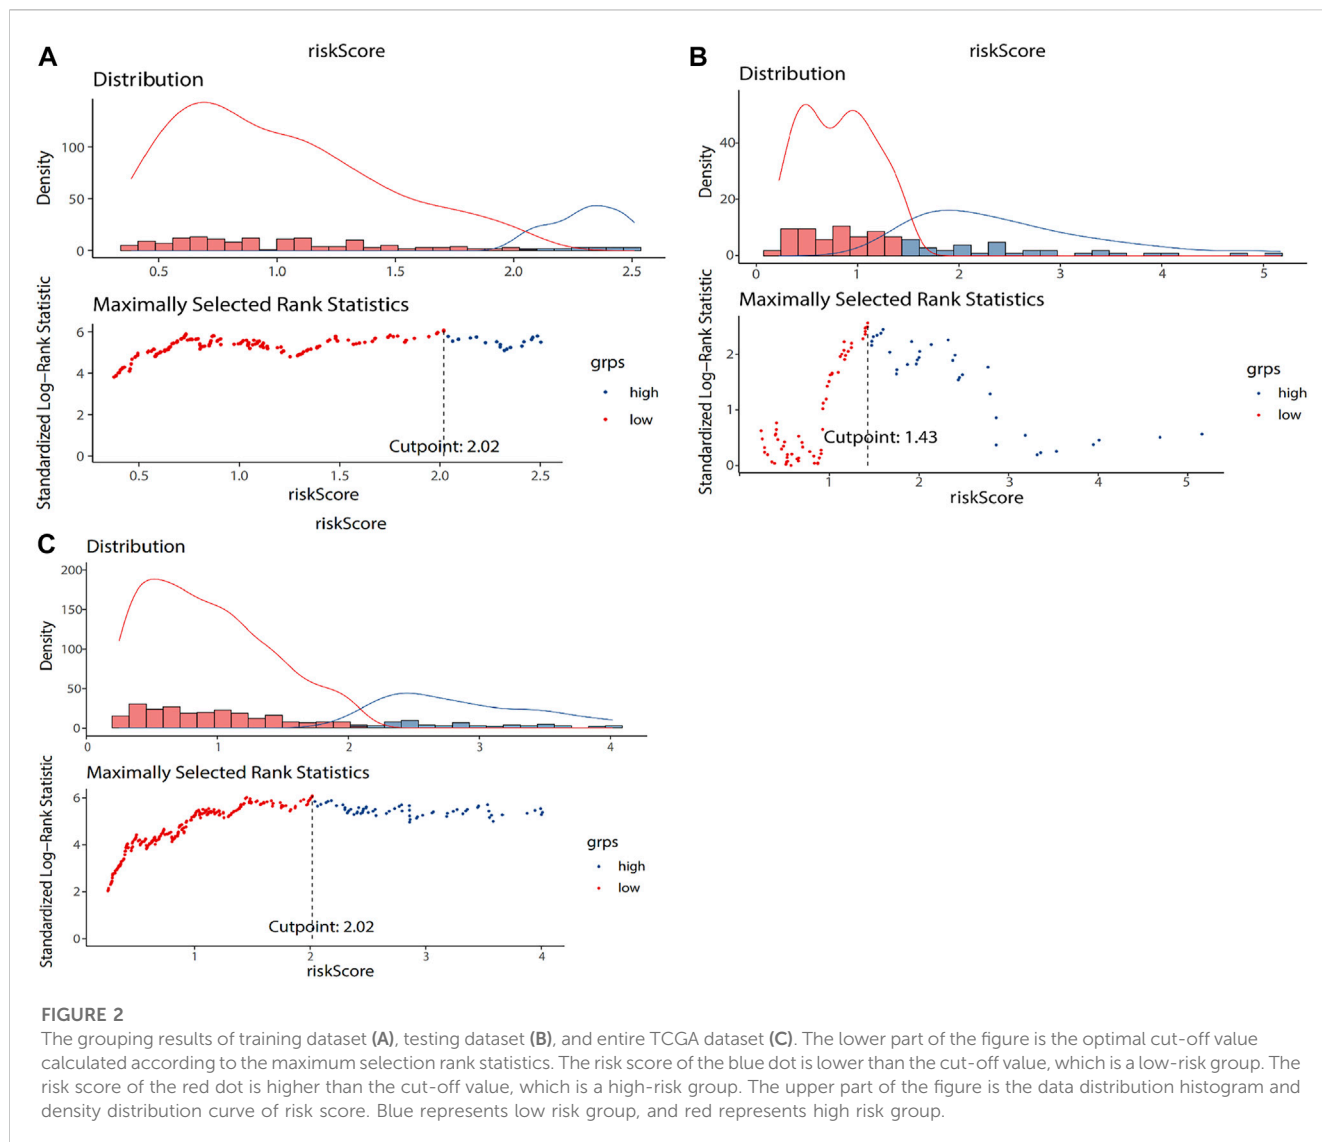 A
riskScore
Distribution
Density
100
50
0
0.5
1.0
1.5
2.0
2.5
Maximally Selected Rank Statistics
Standardized Log–Rank Statistic
6
4
2
0
Cutpoint: 2.02
0.5
1.0
1.5
2.0
2.5
riskScore
grps
high
low
B
riskScore
Distribution
Density
40
20
0
0
1
2
3
4
5
Maximally Selected Rank Statistics
Standardized Log–Rank Statistic
2
1
0
Cutpoint: 1.43
1
2
3
4
5
riskScore
grps
high
low
C
riskScore
Distribution
Density
200
150
100
50
0
0
1
2
3
4
Maximally Selected Rank Statistics
Standardized Log–Rank Statistic
6
4
2
0
Cutpoint: 2.02
1
2
3
4
riskScore
grps
high
low
FIGURE 2
The grouping results of training dataset (A), testing dataset (B), and entire TCGA dataset (C). The lower part of the figure is the optimal cut-off value
calculated according to the maximum selection rank statistics. The risk score of the blue dot is lower than the cut-off value, which is a low-risk group. The
risk score of the red dot is higher than the cut-off value, which is a high-risk group. The upper part of the figure is the data distribution histogram and
density distribution curve of risk score. Blue represents low risk group, and red represents high risk group.